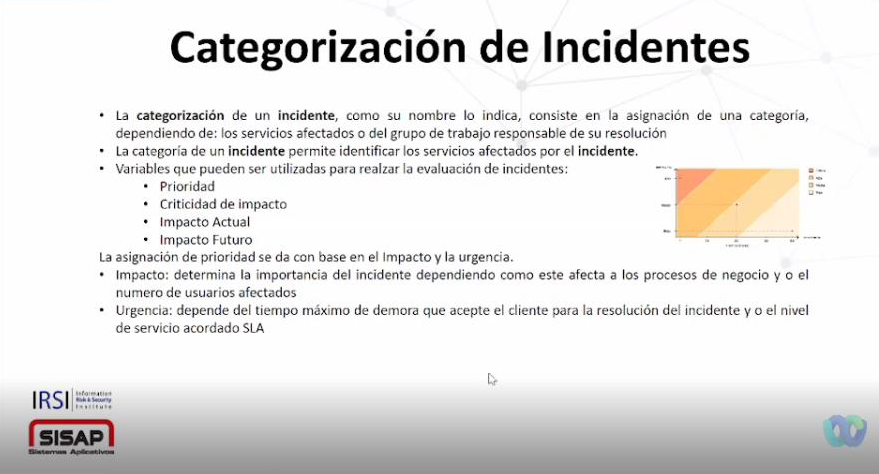 Categorización de Incidentes
• La categorización de un incidente, como su nombre lo indica, consiste en la asignación de una categoría,
dependiendo de: los servicios afectados o del grupo de trabajo responsable de su resolución
• La categoría de un incidente permite identificar los servicios afectados por el incidente.
• Variables que pueden ser utilizadas para realzar la evaluación de incidentes:
• Prioridad
• Criticidad de impacto
• Impacto Actual
• Impacto Futuro
La asignación de prioridad se da con base en el Impacto y la urgencia.
• Impacto: determina la importancia del incidente dependiendo como este afecta a los procesos de negocio y o el
numero de usuarios afectados
• Urgencia: depende del tiempo máximo de demora que acepte el cliente para la resolución del incidente y o el nivel
de servicio acordado SLA
IRSI
Information
Risk & Security
Institute
SISAP
Sistemas Aplicativos